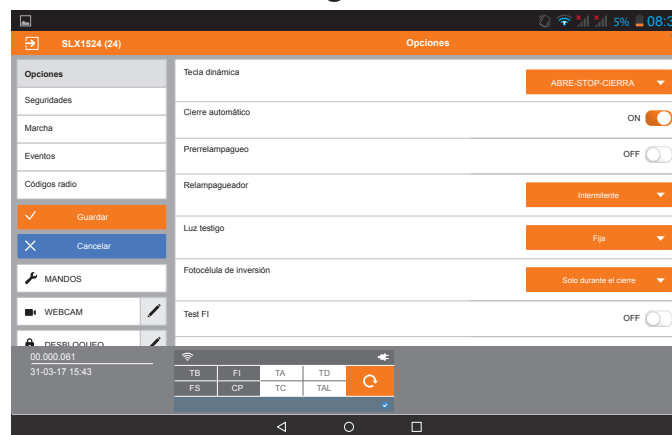 5% 08:3
SLX1524 (24) Opciones
Opciones
Seguridades
Marcha
Eventos
Códigos radio
Guardar
Cancelar
MANDOS
WEBCAM
DESBLOQUEO
Tecla dinámica ABRE-STOP-CIERRA
Cierre automático ON
Prerrelampagueo OFF
Relampagueador Intermitente
Luz testigo Fija
Fotocélula de inversión Solo durante el cierre
Test FI OFF
00.000.061
31-03-17 15:43
TB FI TA TD
FS CP TC TAL